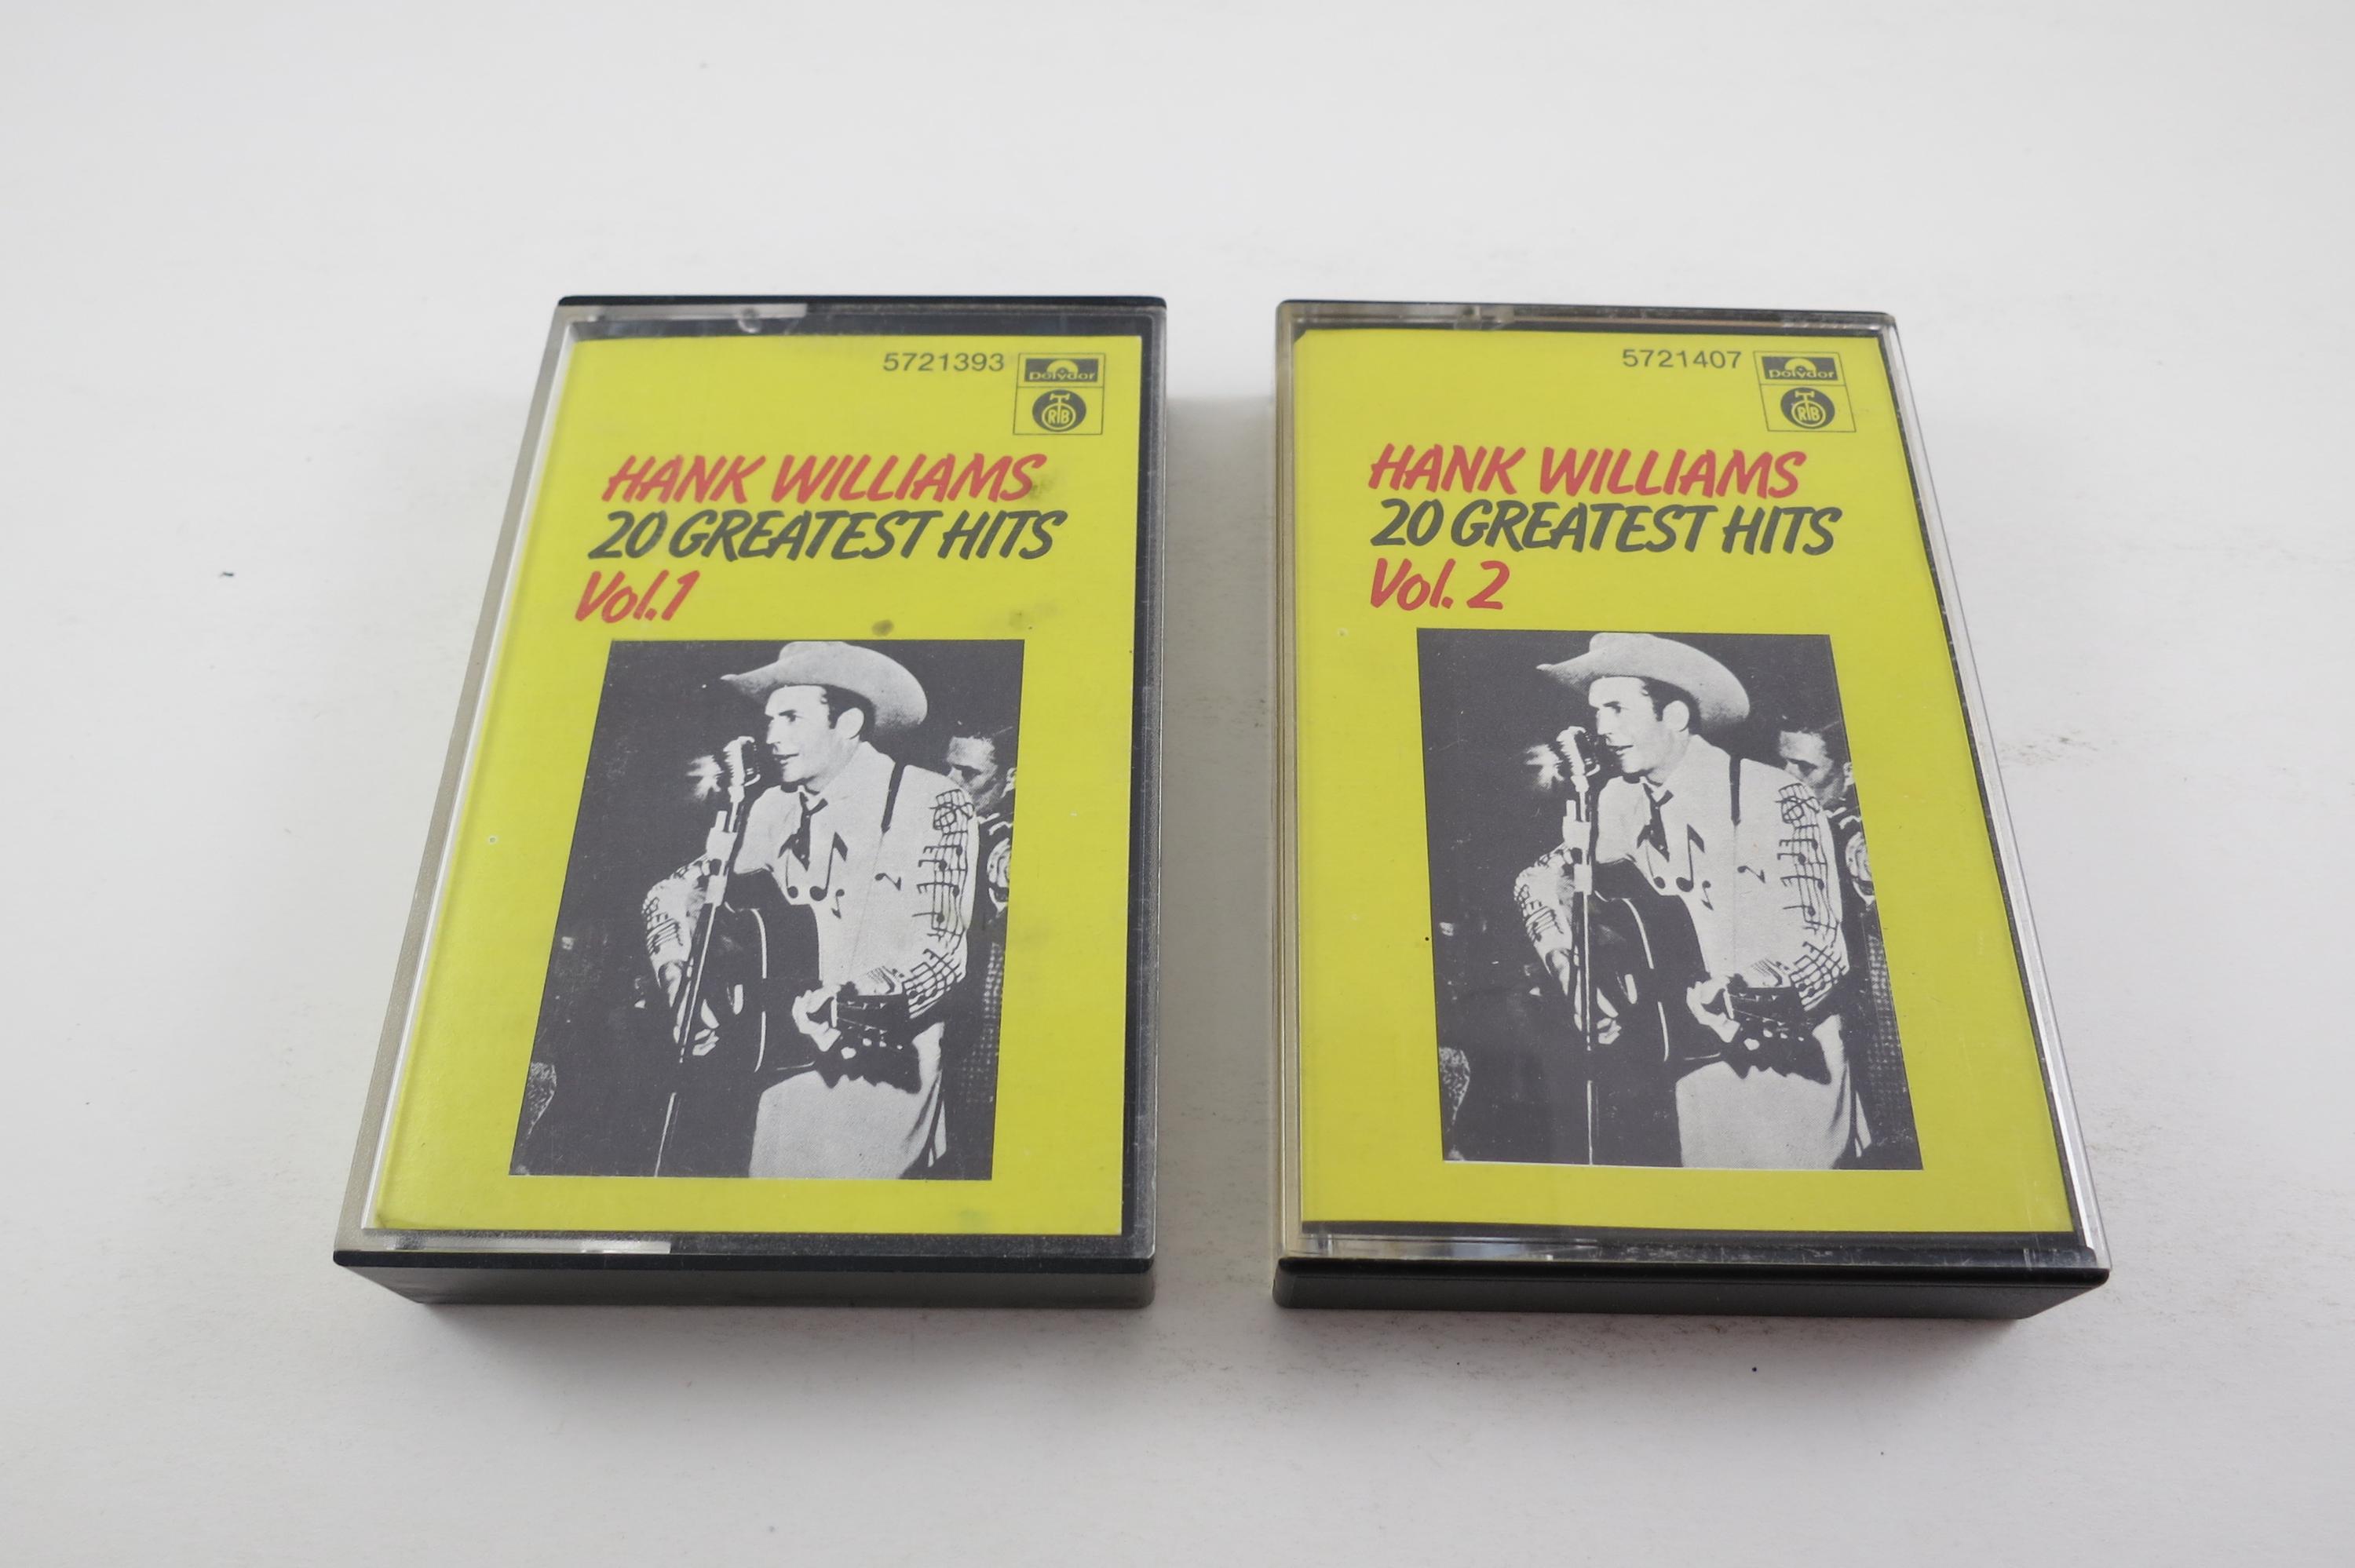 5721393
Polydor
RTB
HANK WILLIAMS
20 GREATEST HITS
Vol.1
5721407
Polydor
RTB
HANK WILLIAMS
20 GREATEST HITS
Vol. 2